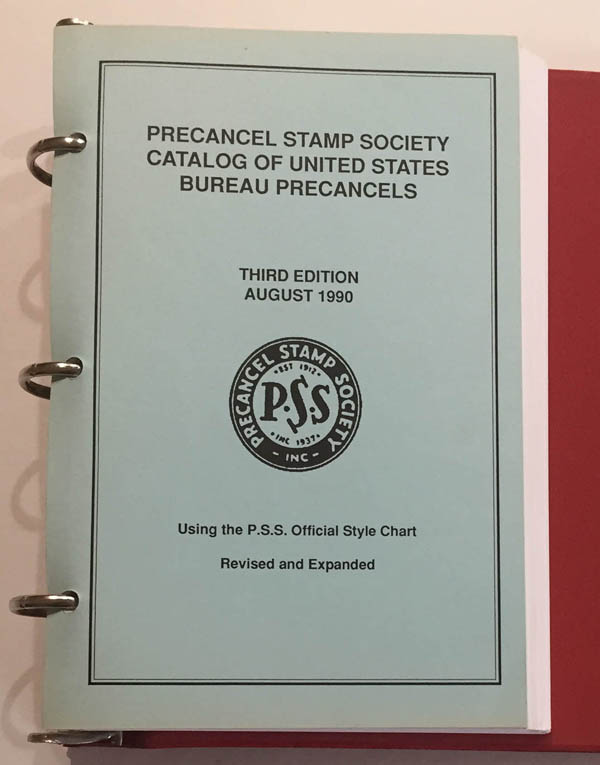 PRECANCEL STAMP SOCIETY
CATALOG OF UNITED STATES
BUREAU PRECANCELS
THIRD EDITION
AUGUST 1990
PRECANCEL STAMP SOCIETY
•EST 1912•
P.S.S
•INC 1937•
- INC -
Using the P.S.S. Official Style Chart
Revised and Expanded